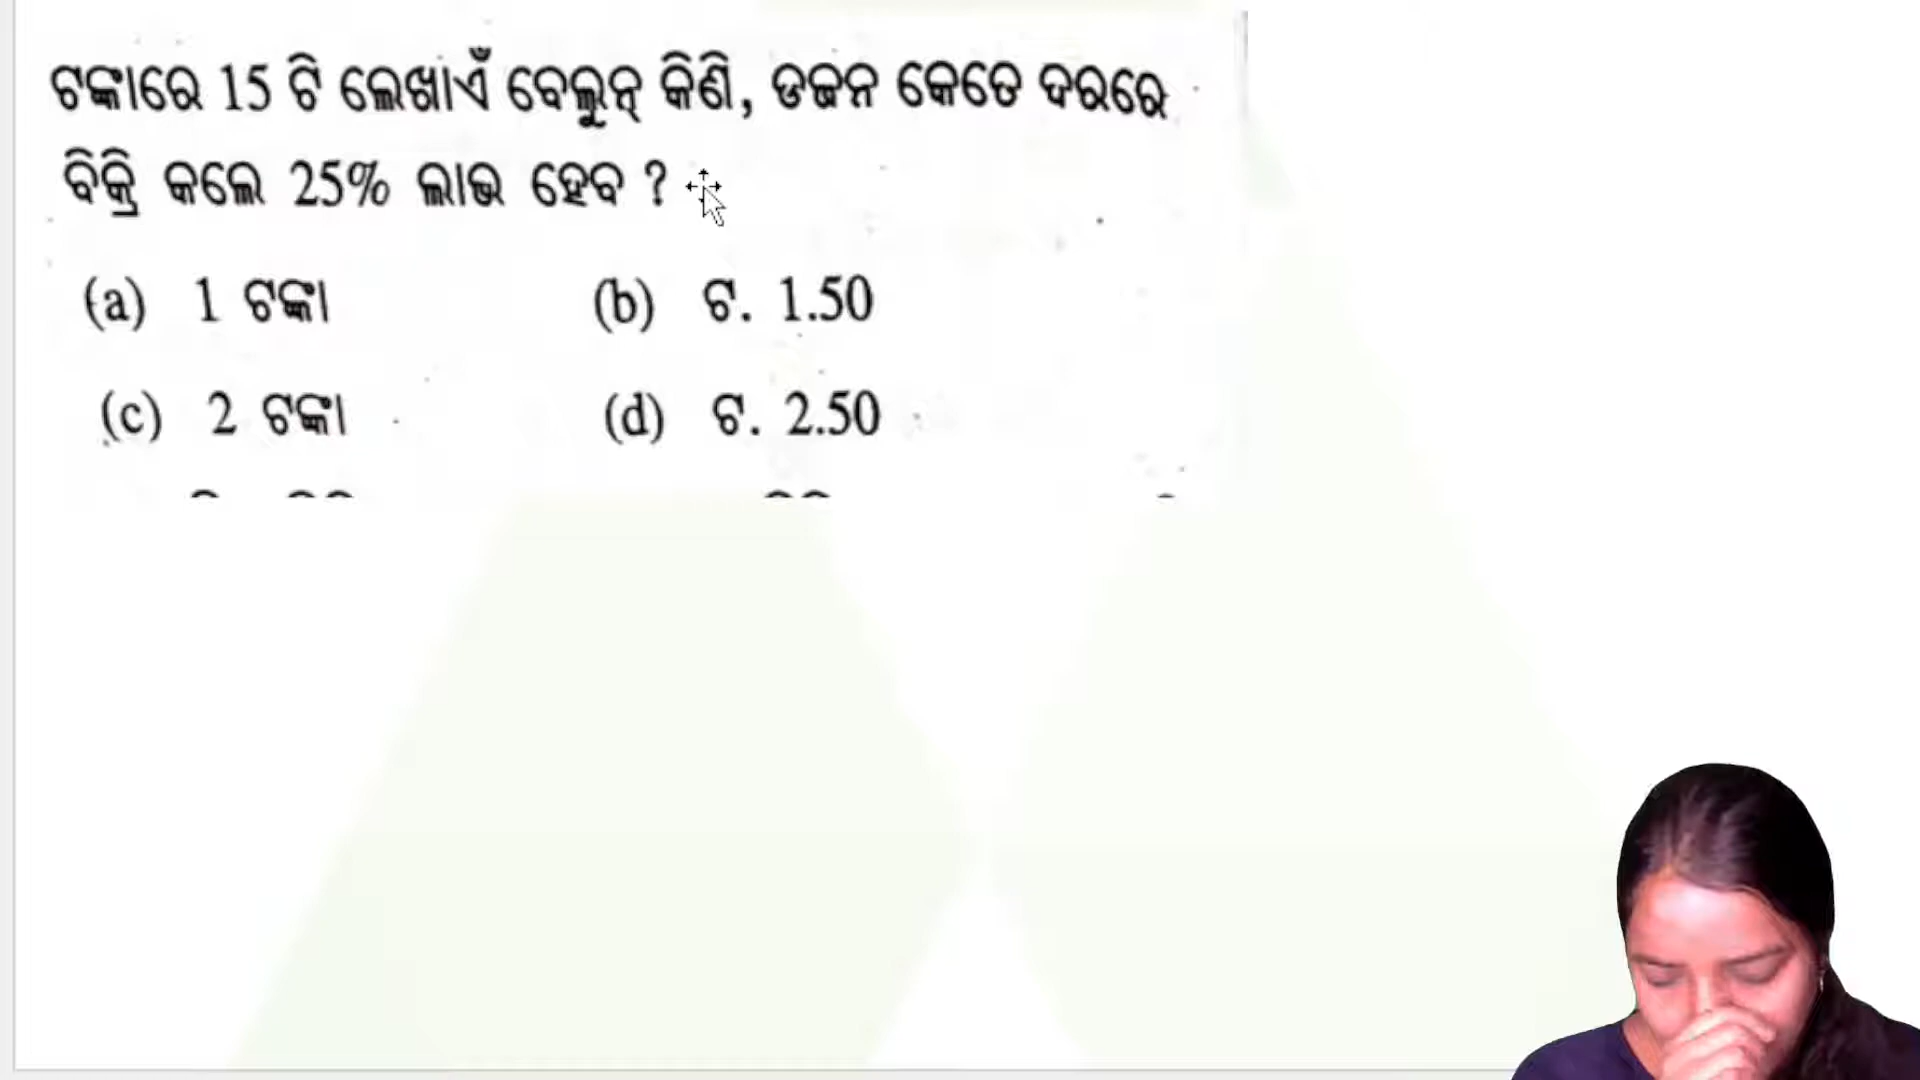 ଟଙ୍କାରେ 15 ଟି ଲେଖାଏଁ ବେଲୁନ୍ କିଣି, ଡଜନ କେତେ ଦରରେ
ବିକ୍ରି କଲେ 25% ଲାଭ ହେବ ?
(a) 1 ଟଙ୍କା (b) ଟ. 1.50
(c) 2 ଟଙ୍କା (d) ଟ. 2.50